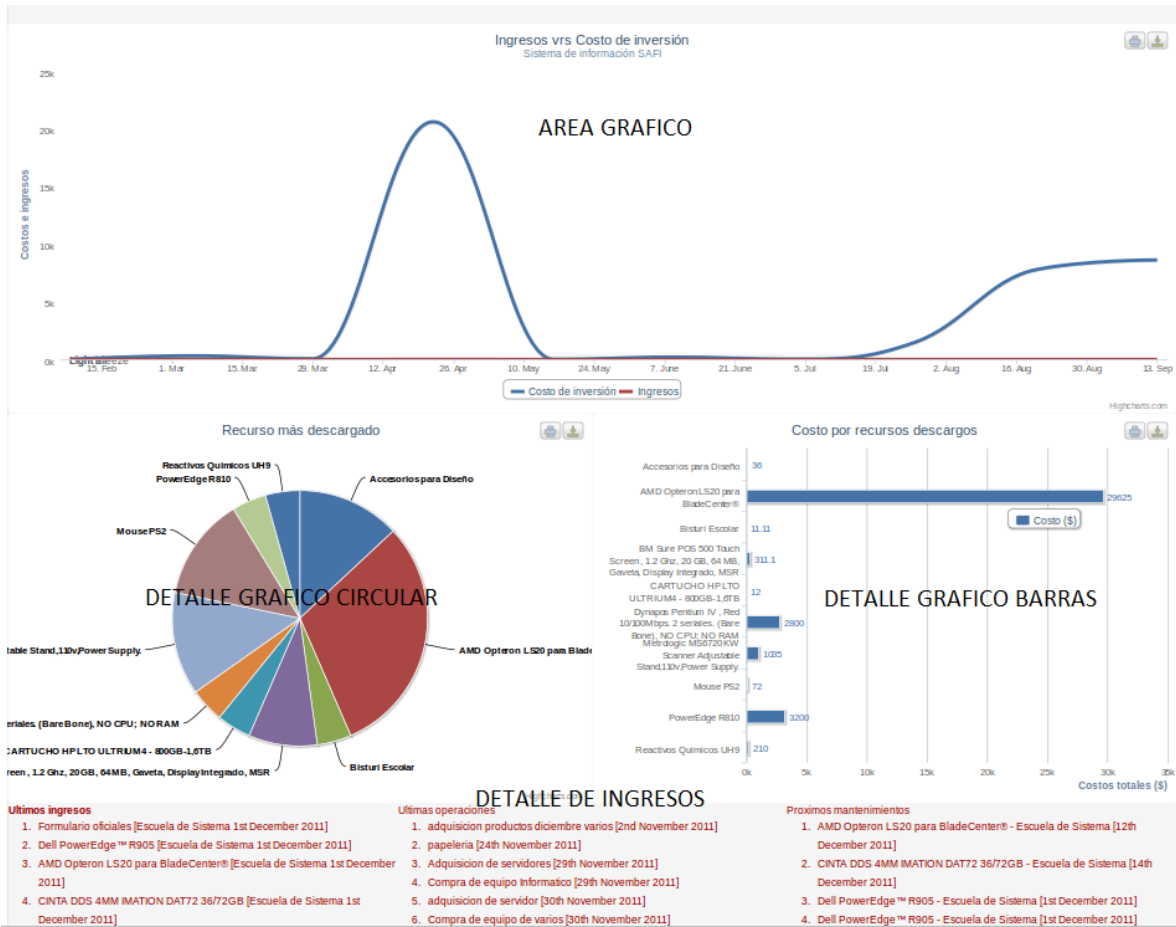 Ingresos vrs Costo de inversión
Sistema de información SAFI
AREA GRAFICO
Costos e ingresos
25k
20k
15k
10k
5k
0k
15. Feb
1. Mar
15. Mar
29. Mar
12. Apr
26. Apr
10. May
24. May
7. June
21. June
5. Jul
19. Jul
2. Aug
16. Aug
30. Aug
13. Sep
Costo de inversión
Ingresos
Highcharts.com
Recurso más descargado
Reactivos Quimicos UH9
PowerEdge R810
Accesorios para Diseño
Mouse PS2
DETALLE GRAFICO CIRCULAR
table Stand,110v,Power Supply.
AMD Opteron LS20 para Blade
eriales. (Bare Bone), NO CPU; NO RAM
CARTUCHO HP LTO ULTRIUM4 - 800GB-1,6TB
reen , 1.2 Ghz, 20 GB, 64 MB, Gaveta, Display Integrado, MSR
Bisturi Escolar
Costo por recursos descargos
Accesorios para Diseño
36
AMD Opteron LS20 para
BladeCenter®
29625
Costo ($)
Bisturi Escolar
11.11
BM Sure POS 500 Touch
Screen , 1.2 Ghz, 20 GB, 64 MB,
Gaveta, Display Integrado, MSR
311.1
CARTUCHO HP LTO
ULTRIUM4 - 800GB-1,6TB
12
DETALLE GRAFICO BARRAS
Dynapos Pentium IV , Red
10/100Mbps. 2 seriales. (Bare
Bone), NO CPU; NO RAM
2800
Metrologic MS6720 KW
Scanner Adjustable
Stand,110v,Power Supply.
1035
Mouse PS2
72
PowerEdge R810
3200
Reactivos Quimicos UH9
210
0k
5k
10k
15k
20k
25k
30k
35k
Costos totales ($)
DETALLE DE INGRESOS
Ultimos ingresos
1. Formulario oficiales [Escuela de Sistema 1st December 2011]
2. Dell PowerEdge™ R905 [Escuela de Sistema 1st December 2011]
3. AMD Opteron LS20 para BladeCenter® [Escuela de Sistema 1st December
2011]
4. CINTA DDS 4MM IMATION DAT72 36/72GB [Escuela de Sistema 1st
December 2011]
Ultimas operaciones
1. adquisicion productos diciembre varios [2nd November 2011]
2. papeleria [24th November 2011]
3. Adquisicion de servidores [29th November 2011]
4. Compra de equipo Informatico [29th November 2011]
5. adquisicion de servidor [30th November 2011]
6. Compra de equipo de varios [30th November 2011]
Proximos mantenimientos
1. AMD Opteron LS20 para BladeCenter® - Escuela de Sistema [12th
December 2011]
2. CINTA DDS 4MM IMATION DAT72 36/72GB - Escuela de Sistema [14th
December 2011]
3. Dell PowerEdge™ R905 - Escuela de Sistema [1st December 2011]
4. Dell PowerEdge™ R905 - Escuela de Sistema [1st December 2011]